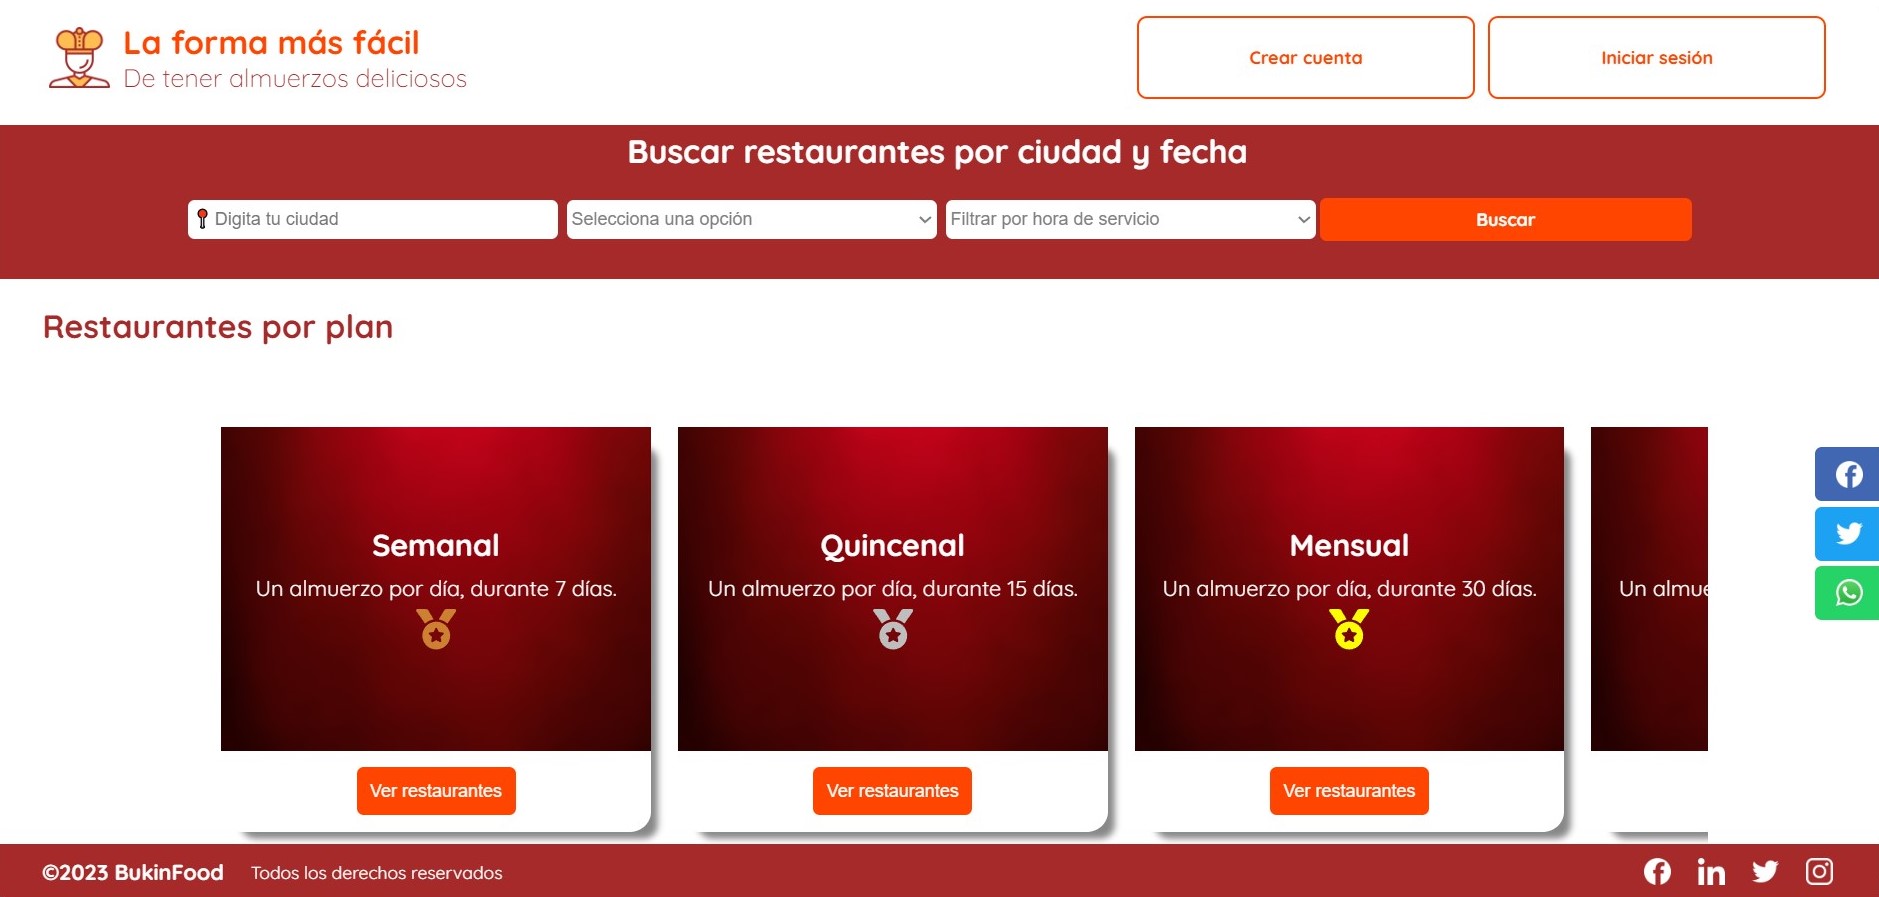 La forma más fácil
De tener almuerzos deliciosos
Crear cuenta
Iniciar sesión
Buscar restaurantes por ciudad y fecha
Digita tu ciudad
Selecciona una opción
Filtrar por hora de servicio
Buscar
Restaurantes por plan
Semanal
Un almuerzo por día, durante 7 días.
Ver restaurantes
Quincenal
Un almuerzo por día, durante 15 días.
Ver restaurantes
Mensual
Un almuerzo por día, durante 30 días.
Ver restaurantes
Un almue
©2023 BukinFood
Todos los derechos reservados